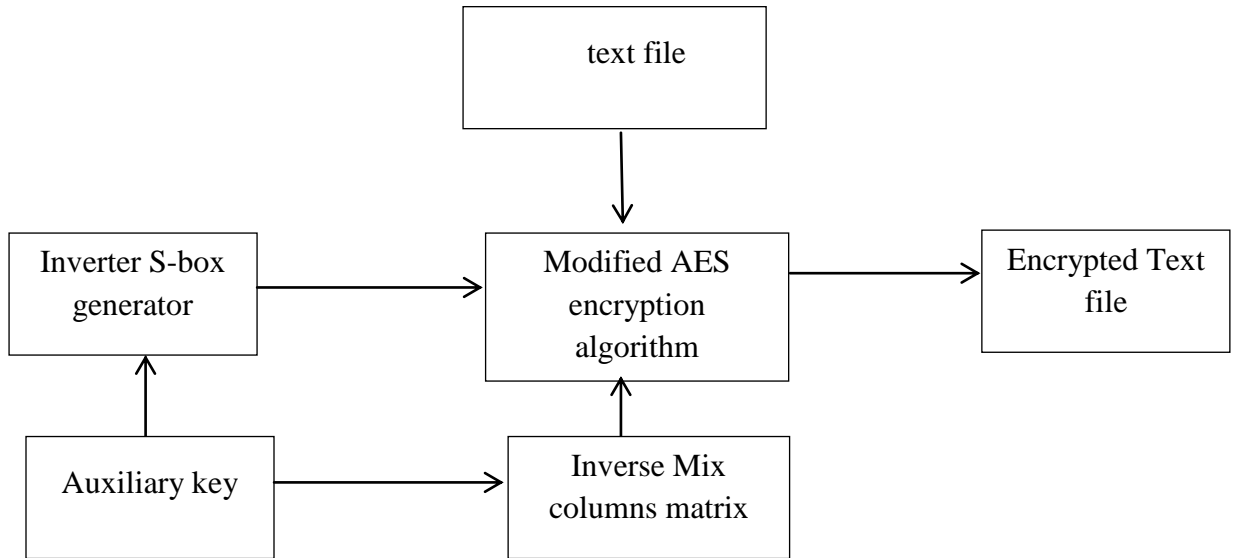 text file
Inverter S-box
generator
Modified AES
encryption
algorithm
Encrypted Text
file
Auxiliary key
Inverse Mix
columns matrix